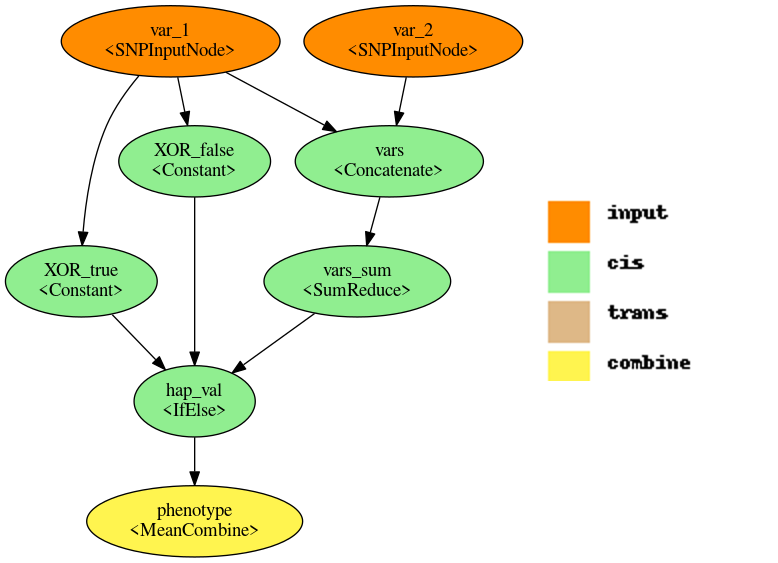 var_1
<SNPInputNode>
var_2
<SNPInputNode>
XOR_false
<Constant>
vars
<Concatenate>
XOR_true
<Constant>
vars_sum
<SumReduce>
hap_val
<IfElse>
phenotype
<MeanCombine>
input
cis
trans
combine